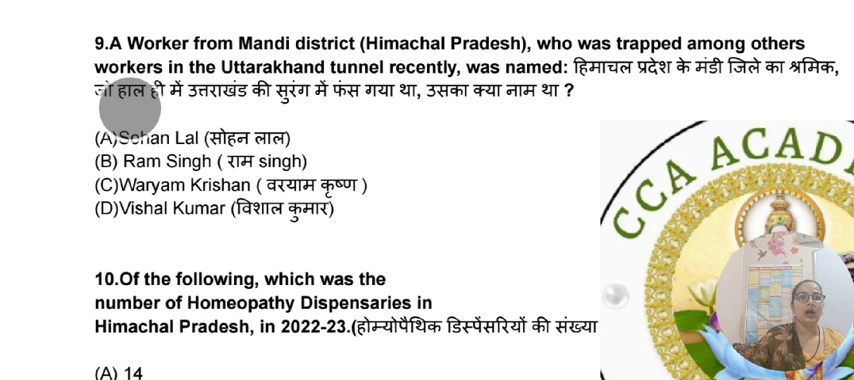 9.A Worker from Mandi district (Himachal Pradesh), who was trapped among others
workers in the Uttarakhand tunnel recently, was named: हिमाचल प्रदेश के मंडी जिले का श्रमिक,
जो हाल ही में उत्तराखंड की सुरंग में फंस गया था, उसका क्या नाम था ?
(A)Sohan Lal (सोहन लाल)
(B) Ram Singh ( राम singh)
(C)Waryam Krishan ( वरयाम कृष्ण )
(D)Vishal Kumar (विशाल कुमार)
CCA ACAD
10.Of the following, which was the
number of Homeopathy Dispensaries in
Himachal Pradesh, in 2022-23.(होम्योपैथिक डिस्पेंसरियों की संख्या
(A) 14